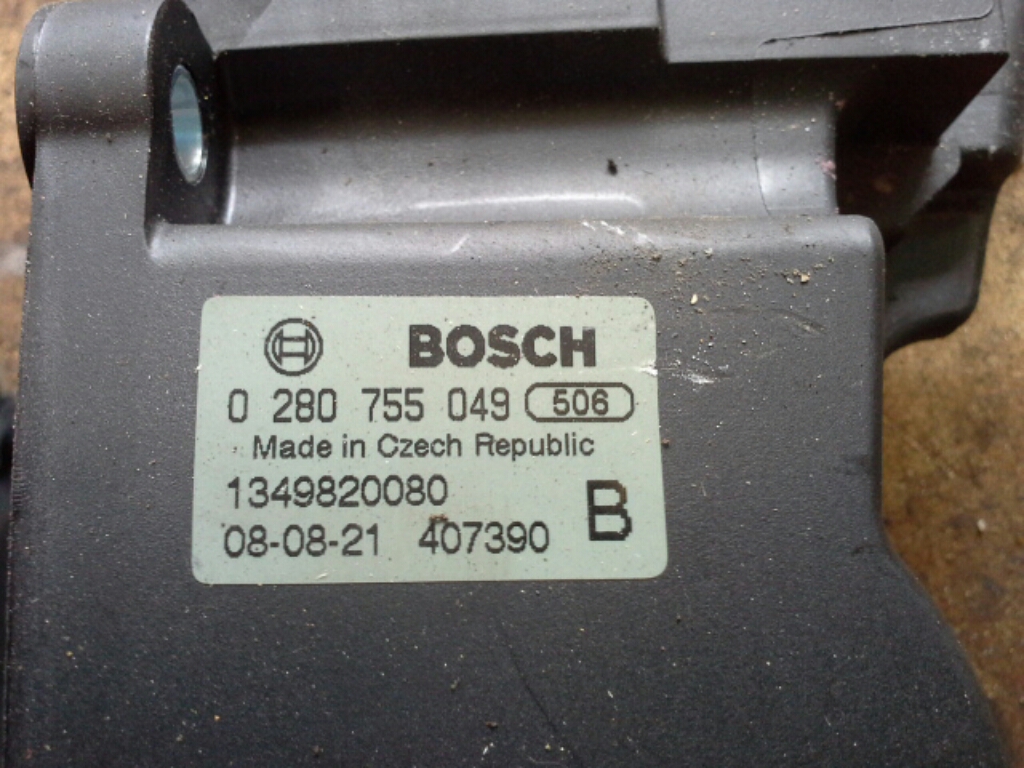 BOSCH
0 280 755 049 506
Made in Czech Republic
1349820080
08-08-21 407390 B